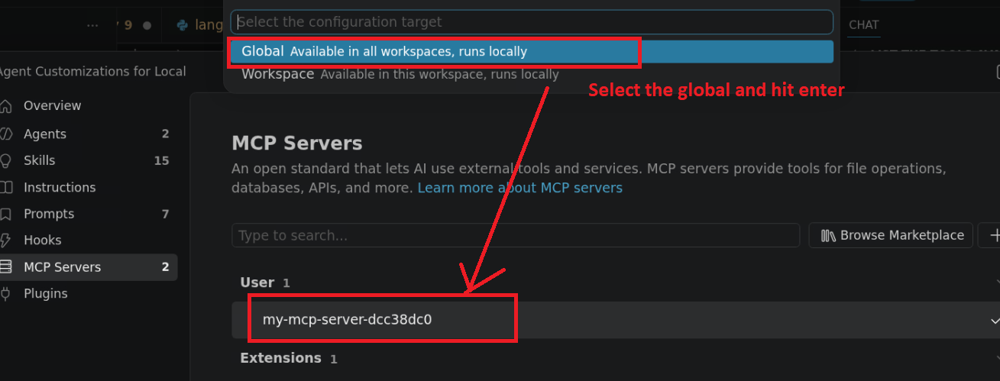 Select the configuration target
9
lang
CHAT
Global Available in all workspaces, runs locally
Workspace Available in this workspace, runs locally
Select the global and hit enter
Agent Customizations for Local
Overview
Agents 2
Skills 15
Instructions
Prompts 7
Hooks
MCP Servers 2
Plugins
MCP Servers
An open standard that lets AI use external tools and services. MCP servers provide tools for file operations,
databases, APIs, and more. Learn more about MCP servers
Type to search...
Browse Marketplace
User 1
my-mcp-server-dcc38dc0
Extensions 1